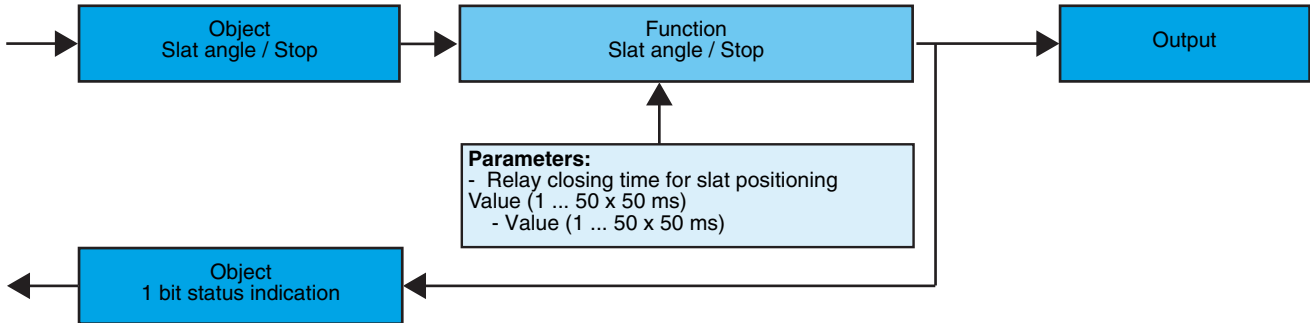 Object
Slat angle / Stop
Function
Slat angle / Stop
Output
Parameters:
- Relay closing time for slat positioning
Value (1 ... 50 x 50 ms)
- Value (1 ... 50 x 50 ms)
Object
1 bit status indication